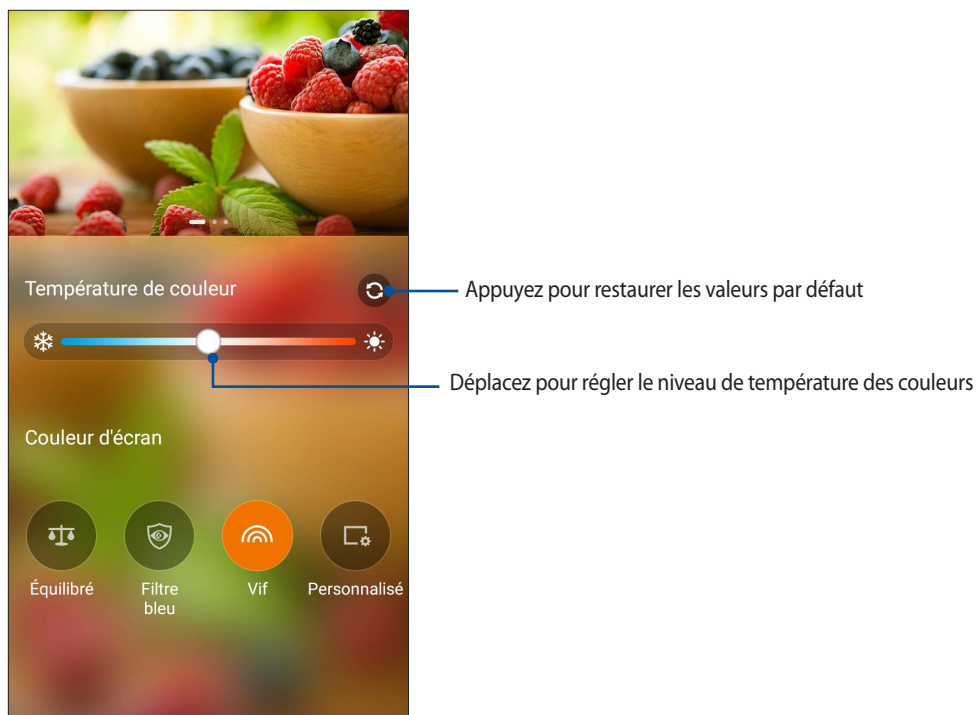 Température de couleur
Appuyez pour restaurer les valeurs par défaut
Déplacez pour régler le niveau de température des couleurs
Couleur d'écran
Équilibré
Filtre
bleu
Vif
Personnalisé